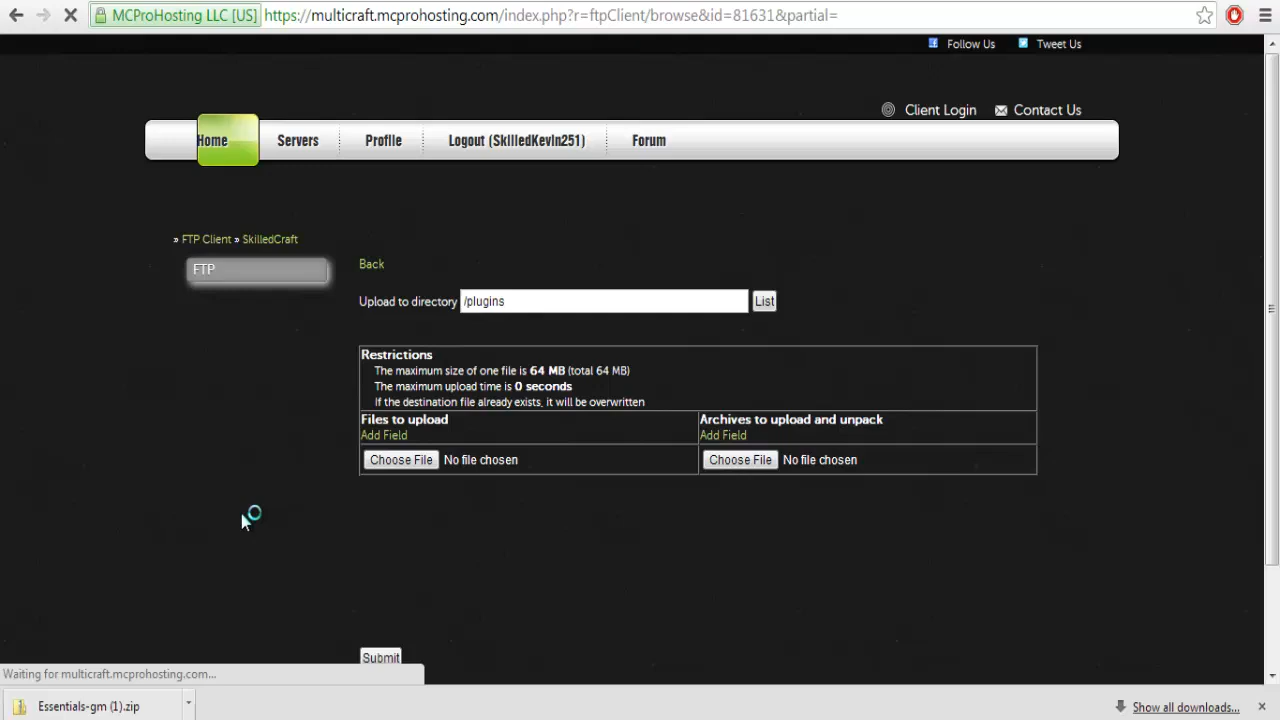 MCProHosting LLC [US] https://multicraft.mcprohosting.com/index.php?r=ftpClient/browse&id=81631&partial=
Follow Us Tweet Us
Client Login Contact Us
Home Servers Profile Logout (SkilledKevin251) Forum
» FTP Client » SkilledCraft
FTP
Back
Upload to directory /plugins List
Restrictions
The maximum size of one file is 64 MB (total 64 MB)
The maximum upload time is 0 seconds
If the destination file already exists, it will be overwritten
Files to upload Archives to upload and unpack
Add Field Add Field
Choose File No file chosen Choose File No file chosen
Submit
Waiting for multicraft.mcprohosting.com...
Essentials-gm (1).zip Show all downloads...